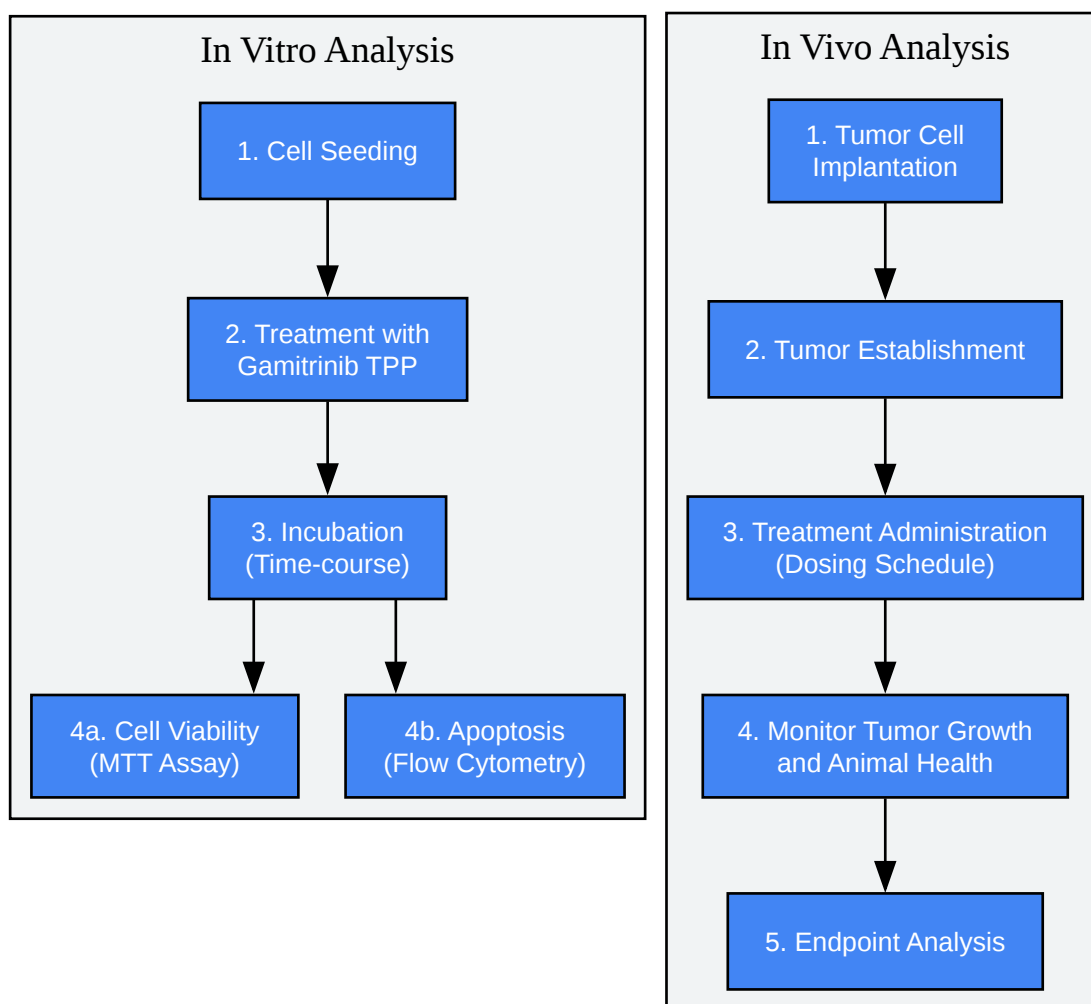 In Vitro Analysis
1. Cell Seeding
2. Treatment with
Gamitrinib TPP
3. Incubation
(Time-course)
4a. Cell Viability
(MTT Assay)
4b. Apoptosis
(Flow Cytometry)
In Vivo Analysis
1. Tumor Cell
Implantation
2. Tumor Establishment
3. Treatment Administration
(Dosing Schedule)
4. Monitor Tumor Growth
and Animal Health
5. Endpoint Analysis